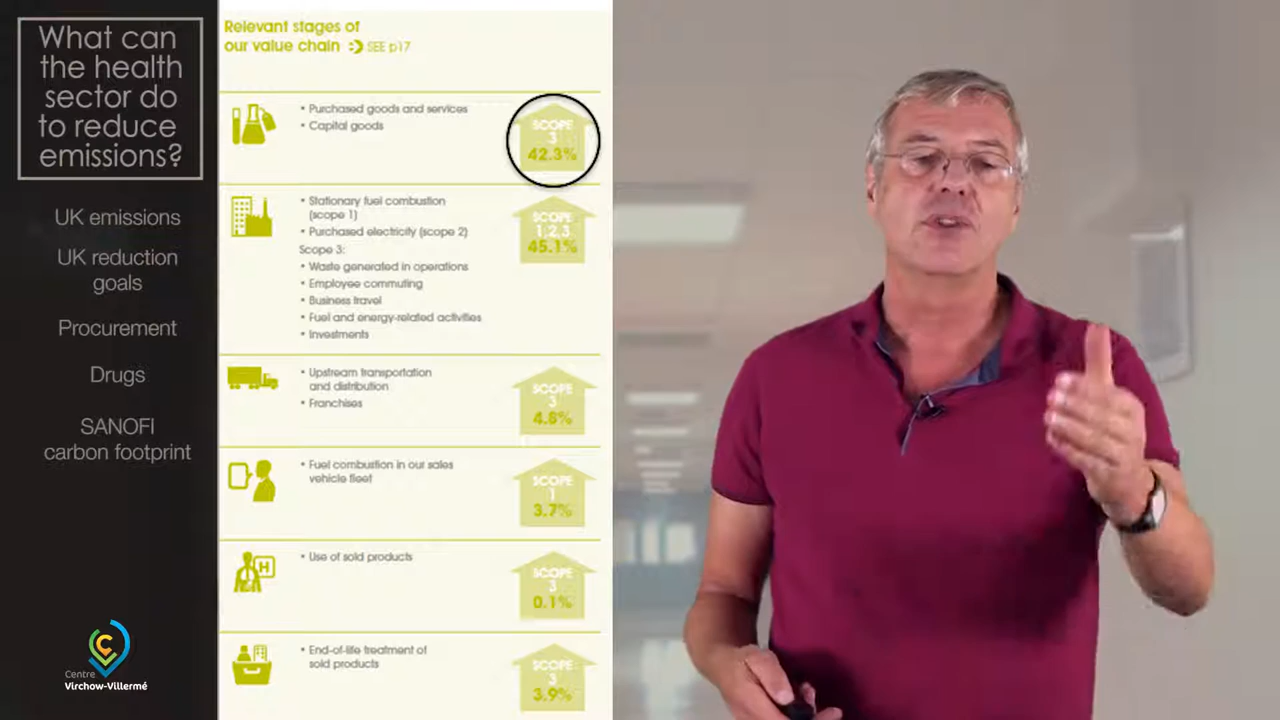 What can
the health
sector do
to reduce
emissions?
UK emissions
UK reduction
goals
Procurement
Drugs
SANOFI
carbon footprint
Centre
Virchow-Villermé
Relevant stages of
our value chain SEE p17
• Purchased goods and services
• Capital goods
SCOPE
3
42.3%
• Stationary fuel combustion
(scope 1)
• Purchased electricity (scope 2)
Scope 3:
• Waste generated in operations
• Employee commuting
• Business travel
• Fuel and energy-related activities
• Investments
SCOPE
1,2,3
45.1%
• Upstream transportation
and distribution
• Franchises
SCOPE
3
4.8%
• Fuel combustion in our sales
vehicle fleet
SCOPE
1
3.7%
• Use of sold products
H
SCOPE
3
0.1%
• End-of-life treatment of
sold products
SCOPE
3
3.9%